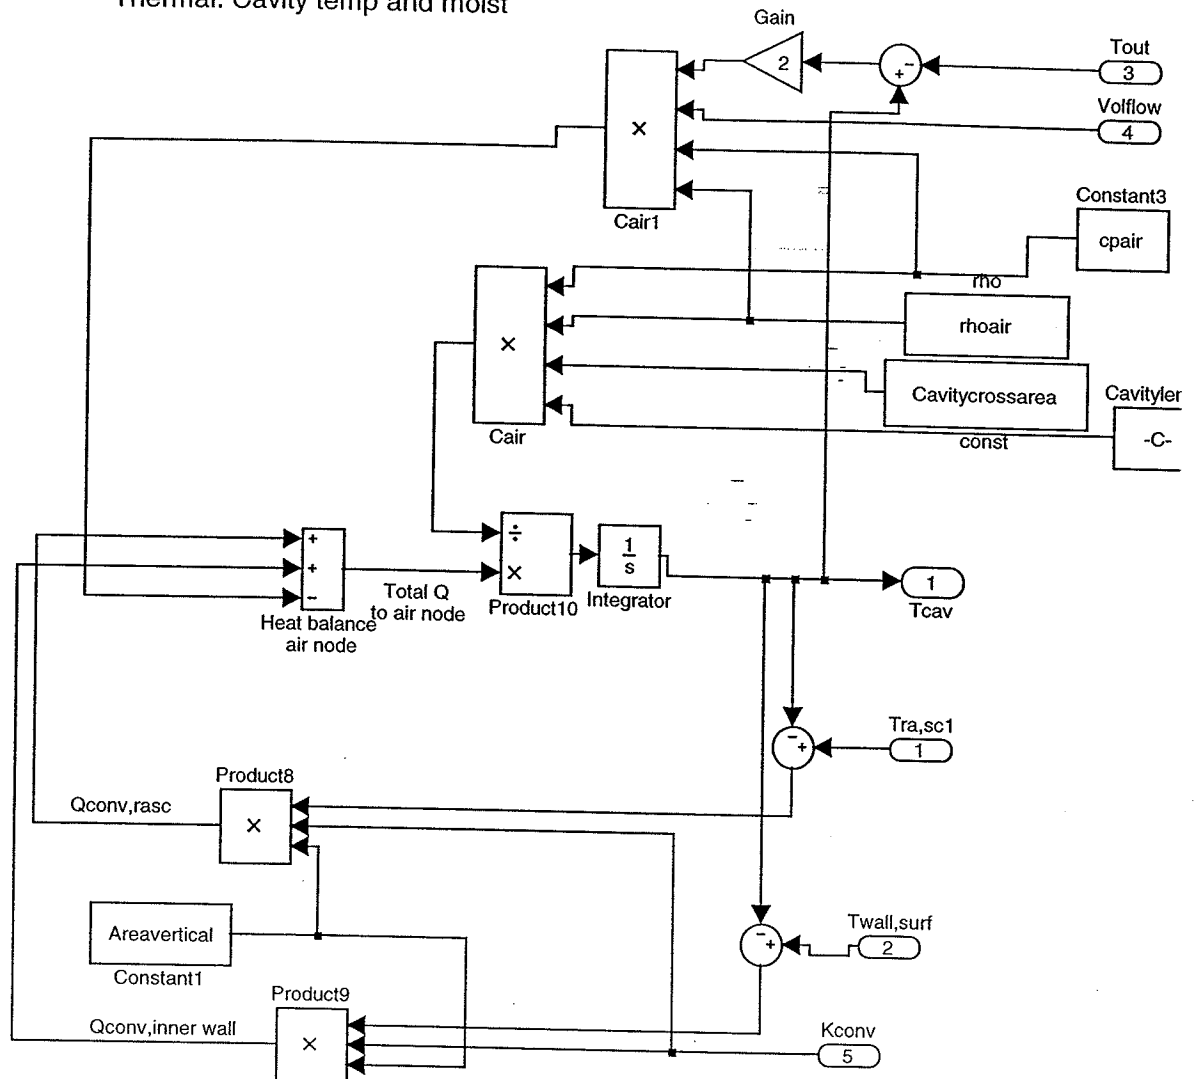 Thermal: Cavity temp and moist
Gain
2
−
+
Tout
3
Volflow
4
×
Cair1
Constant3
cpair
rho
rhoair
×
Cair
Cavitycrossarea
const
Cavityler
-C-
÷
×
Product10
1
s
Integrator
1
Tcav
+
+
−
Heat balance
air node
Total Q
to air node
−
+
Tra,sc1
1
Product8
×
Qconv,rasc
Areavertical
Constant1
−
+
Twall,surf
2
Product9
×
Qconv,inner wall
Kconv
5